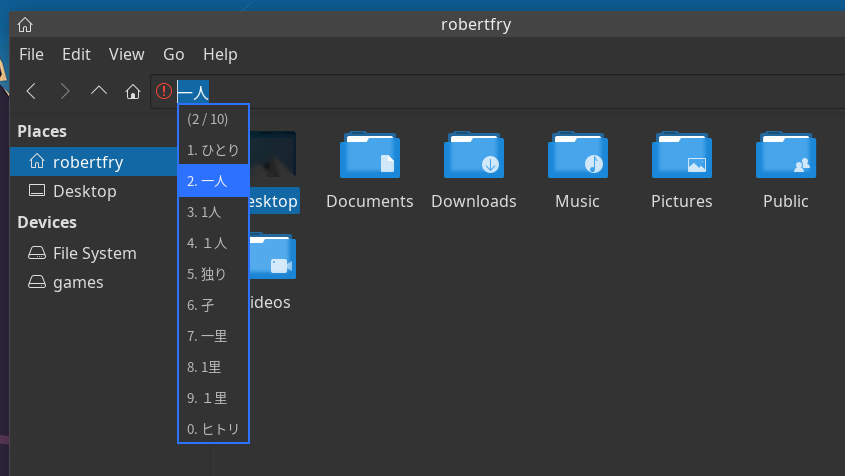 robertfry
File Edit View Go Help
一人
Places
robertfry
Desktop
Devices
File System
games
(2 / 10)
1. ひとり
2. 一人
3. 1人
4. １人
5. 独り
6. 孑
7. 一里
8. 1里
9. １里
0. ヒトリ
esktop
Documents
Downloads
Music
Pictures
Public
ideos